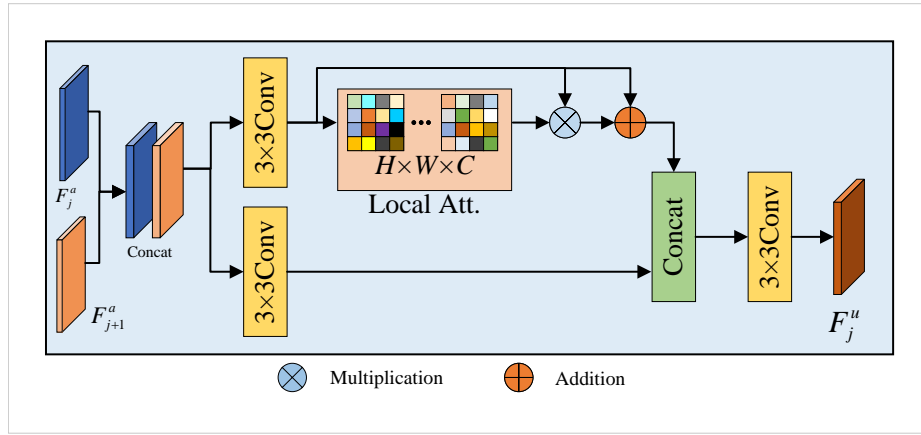 F_j^a
F_{j+1}^a
Concat
3×3Conv
3×3Conv
H×W×C
Local Att.
Concat
3×3Conv
F_j^u
Multiplication
Addition